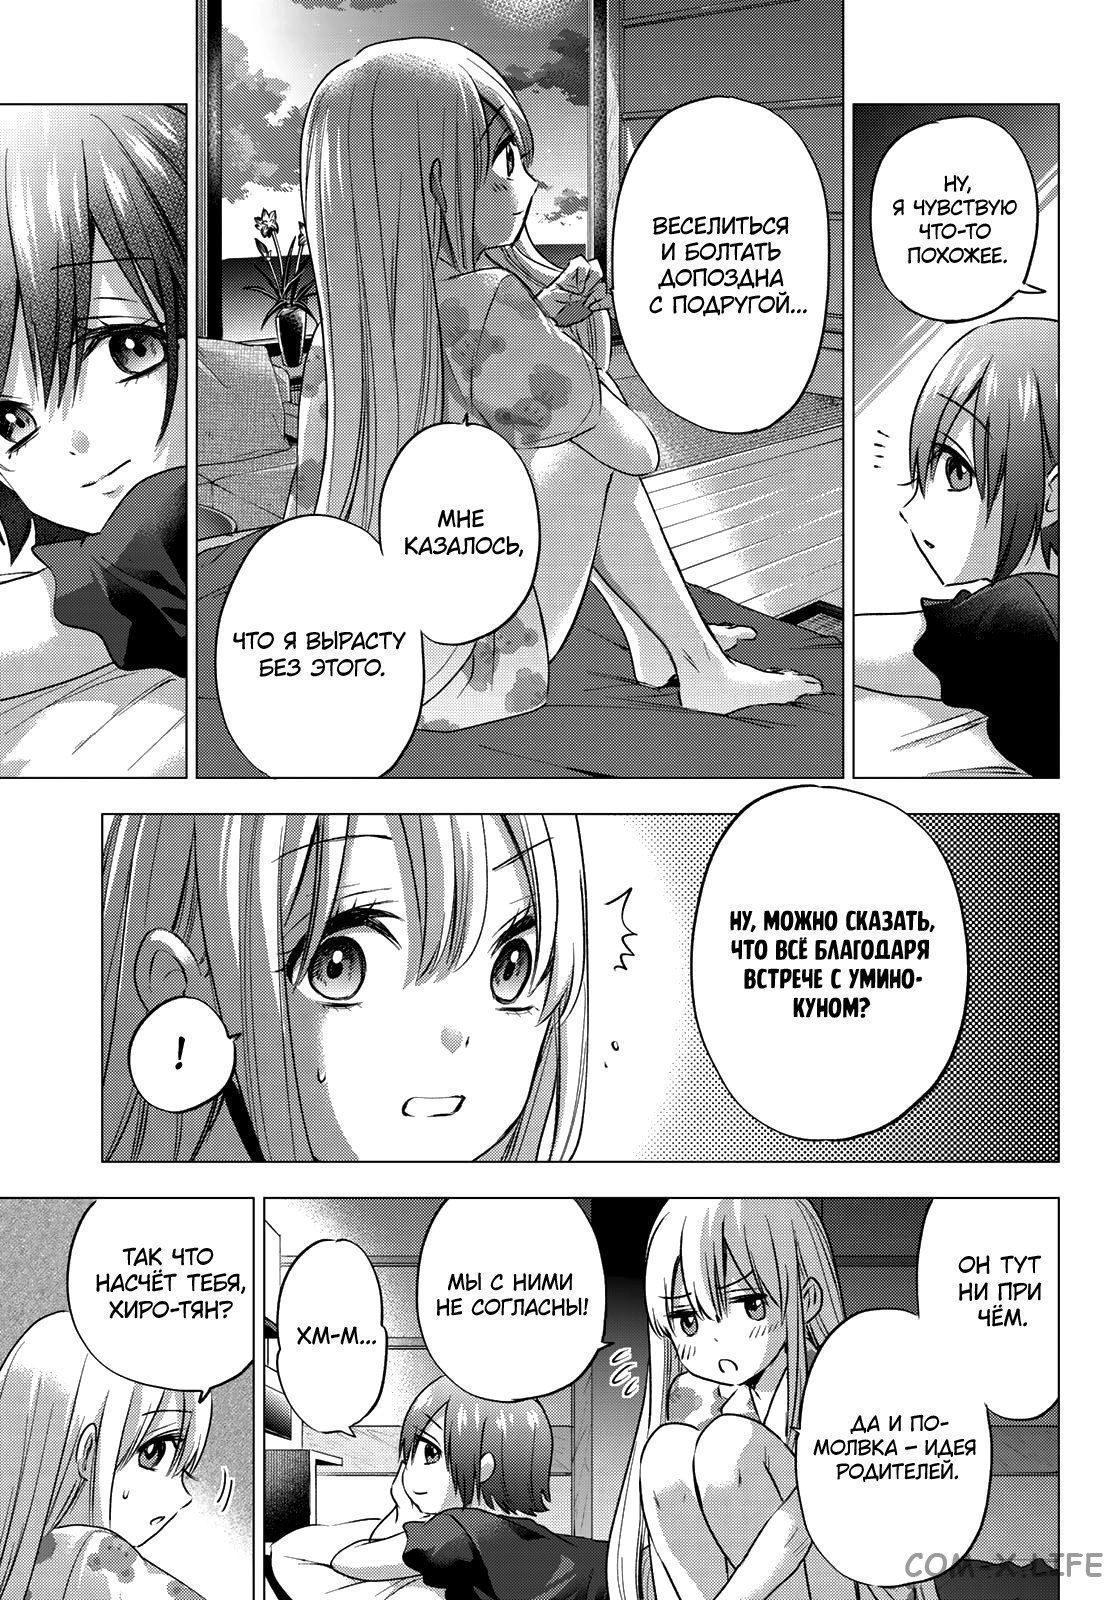 НУ,
Я ЧУВСТВУЮ
ЧТО-ТО
ПОХОЖЕЕ.
ВЕСЕЛИТЬСЯ
И БОЛТАТЬ
ДОПОЗДНА
С ПОДРУГОЙ...
МНЕ
КАЗАЛОСЬ,
ЧТО Я ВЫРАСТУ
БЕЗ ЭТОГО.
НУ, МОЖНО СКАЗАТЬ,
ЧТО ВСЁ БЛАГОДАРЯ
ВСТРЕЧЕ С УМИНО-
КУНОМ?
!
ОН ТУТ
НИ ПРИ
ЧЁМ.
ДА И ПО-
МОЛВКА – ИДЕЯ
РОДИТЕЛЕЙ.
МЫ С НИМИ
НЕ СОГЛАСНЫ!
ХМ-М...
ТАК ЧТО
НАСЧЁТ ТЕБЯ,
ХИРО-ТЯН?
COM-X.LIFE